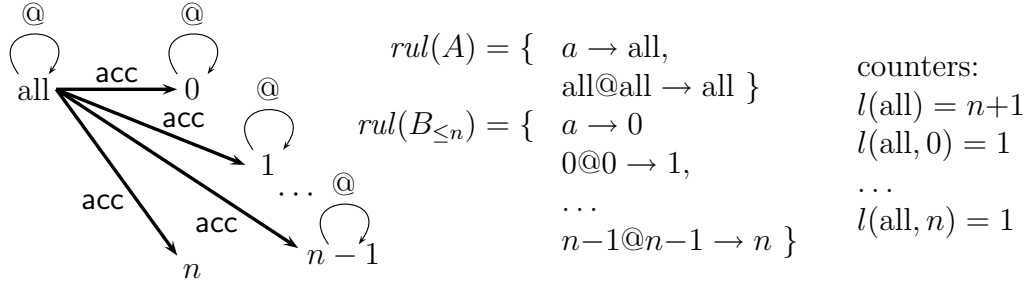 @
@
rul(A) = { a → all,
all acc 0
all@all → all }
counters:
@
l(all) = n+1
acc
rul(B≤n) = { a → 0
l(all, 0) = 1
1
0@0 → 1,
... @
...
...
acc acc
l(all, n) = 1
n − 1
n−1@n−1 → n }
n